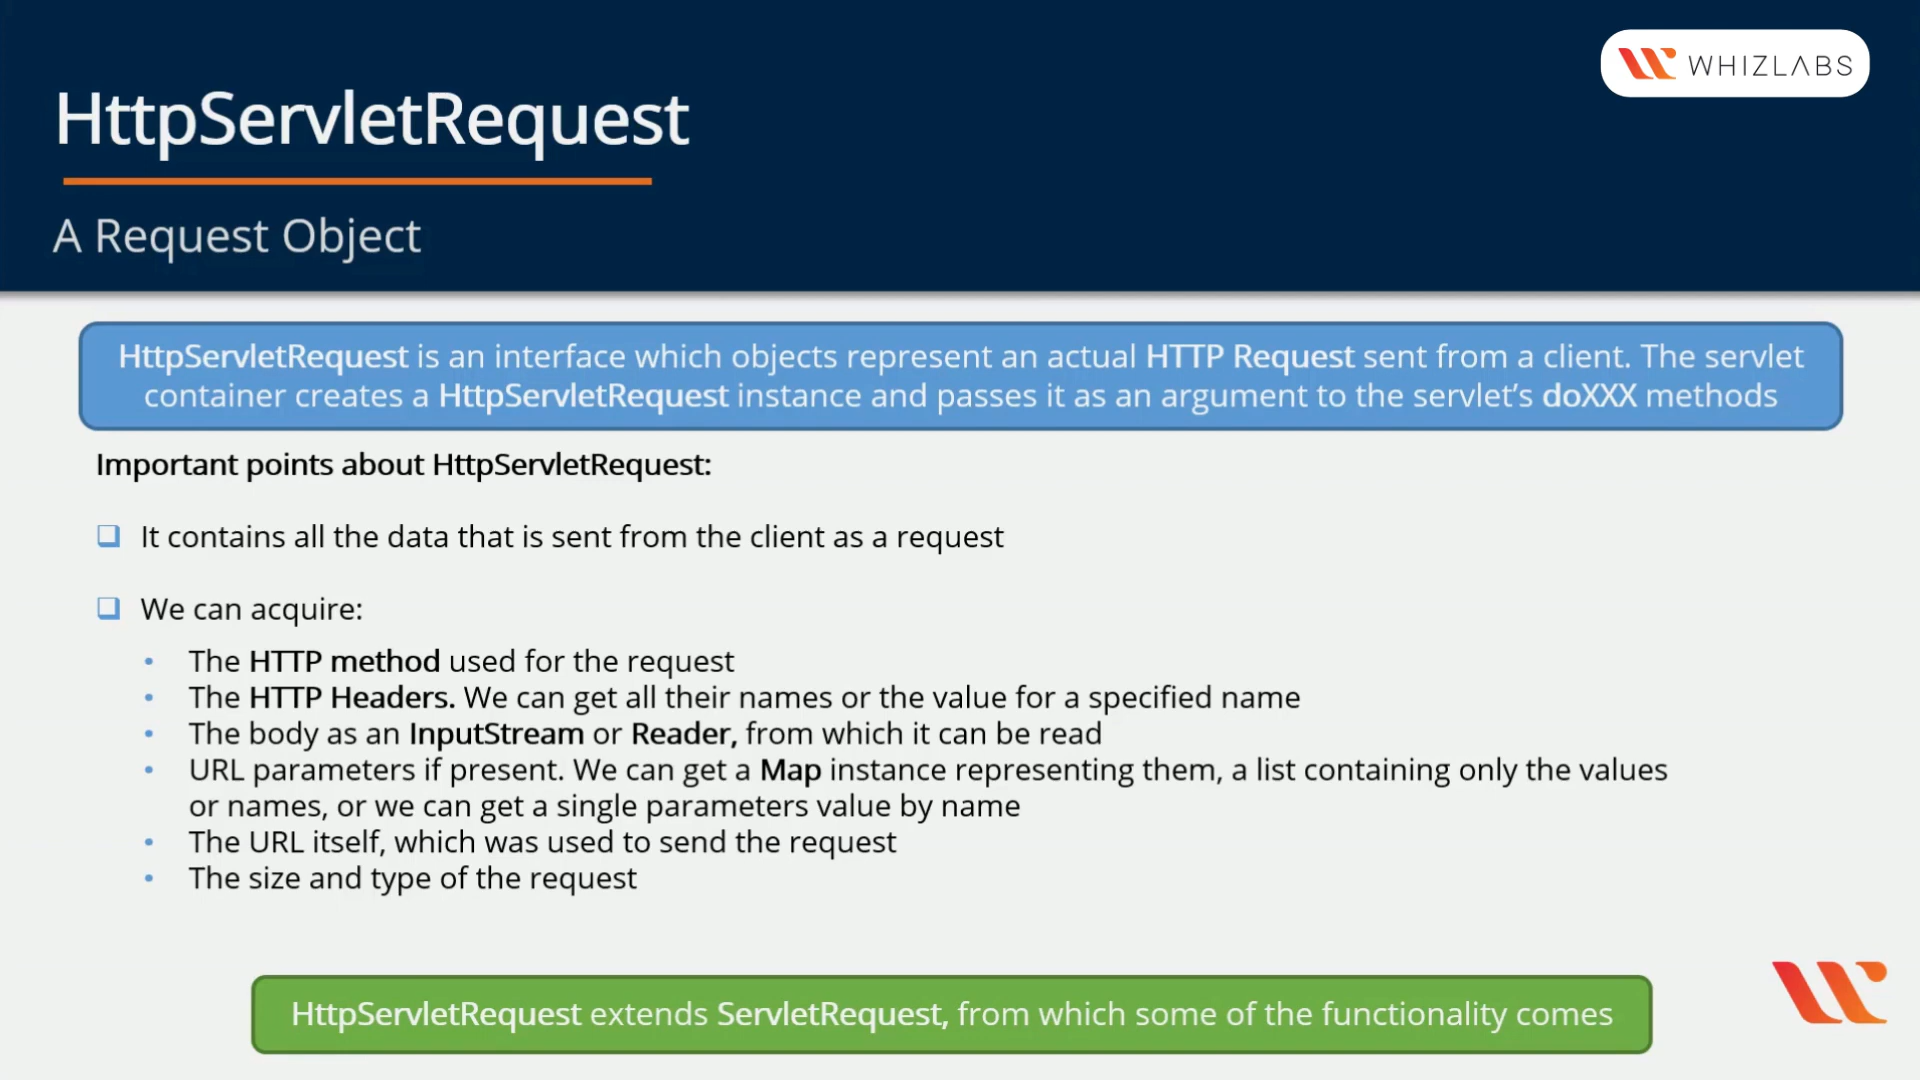 WHIZLABS
HttpServletRequest
A Request Object
HttpServletRequest is an interface which objects represent an actual HTTP Request sent from a client. The servlet
container creates a HttpServletRequest instance and passes it as an argument to the servlet's doXXX methods
Important points about HttpServletRequest:
It contains all the data that is sent from the client as a request
We can acquire:
• The HTTP method used for the request
• The HTTP Headers. We can get all their names or the value for a specified name
• The body as an InputStream or Reader, from which it can be read
• URL parameters if present. We can get a Map instance representing them, a list containing only the values
or names, or we can get a single parameters value by name
• The URL itself, which was used to send the request
• The size and type of the request
HttpServletRequest extends ServletRequest, from which some of the functionality comes